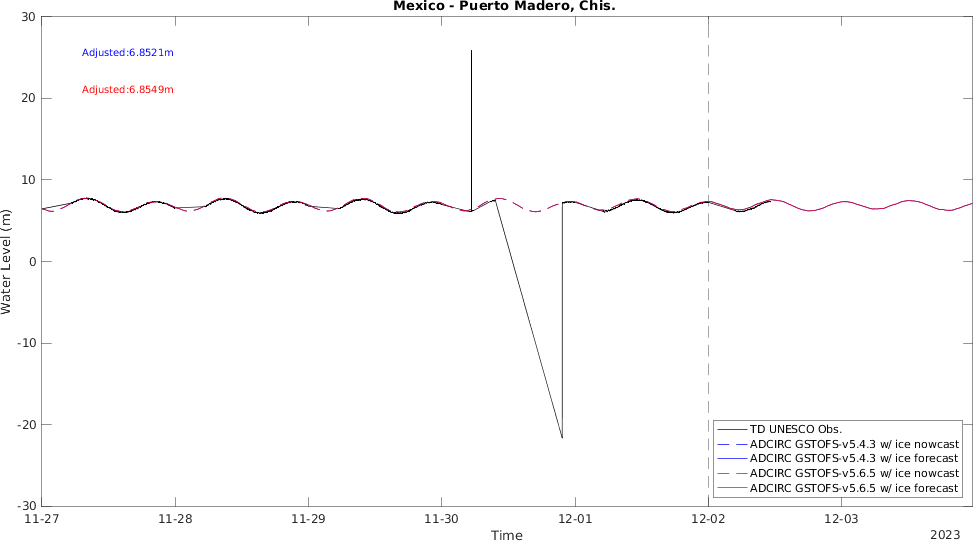 Mexico - Puerto Madero, Chis.
30
Adjusted:6.8521m
Adjusted:6.8549m
20
10
0
-10
-20
-30
Water Level (m)
TD UNESCO Obs.
ADCIRC GSTOFS-v5.4.3 w/ ice nowcast
ADCIRC GSTOFS-v5.4.3 w/ ice forecast
ADCIRC GSTOFS-v5.6.5 w/ ice nowcast
ADCIRC GSTOFS-v5.6.5 w/ ice forecast
11-27 11-28 11-29 11-30 12-01 12-02 12-03
Time
2023